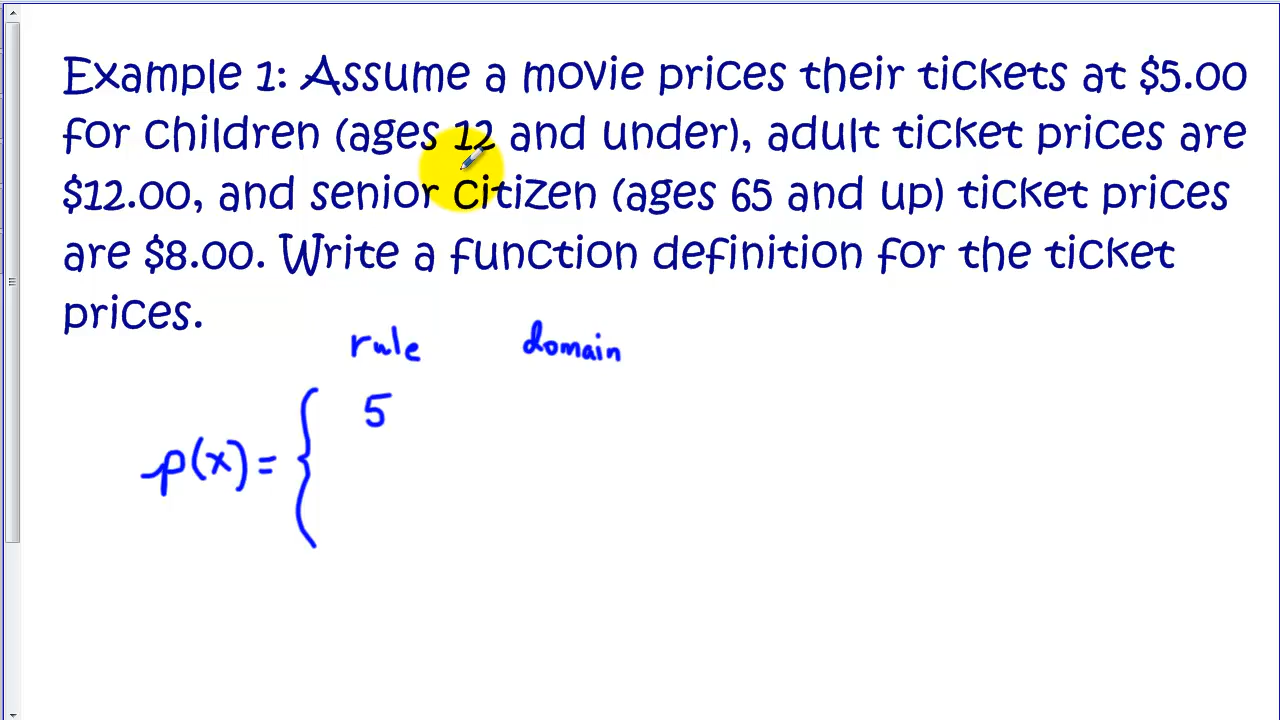 Example 1: Assume a movie prices their tickets at $5.00
for children (ages 12 and under), adult ticket prices are
$12.00, and senior citizen (ages 65 and up) ticket prices
are $8.00. Write a function definition for the ticket
prices.
rule domain
5
p(x) = {